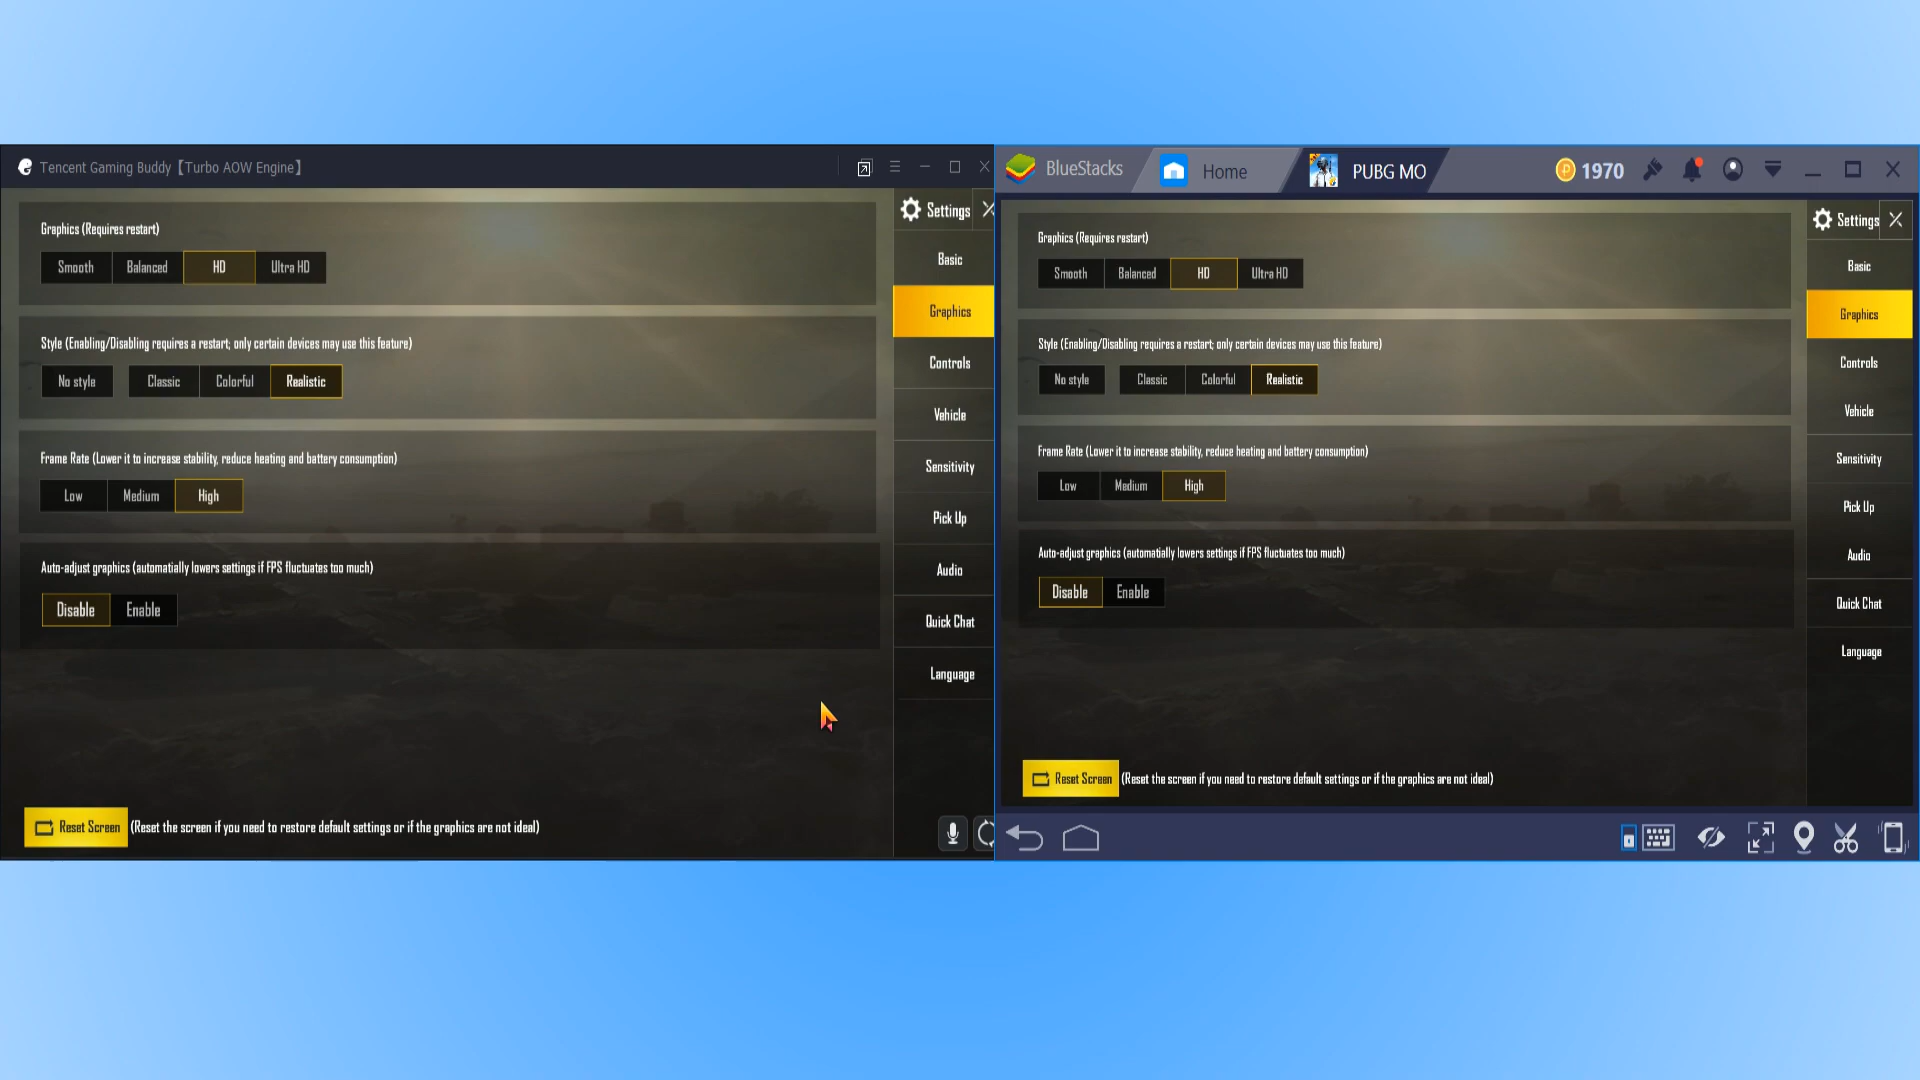 Tencent Gaming Buddy【Turbo AOW Engine】
Graphics (Requires restart)
Smooth Balanced HD Ultra HD
Style (Enabling/Disabling requires a restart; only certain devices may use this feature)
No style Classic Colorful Realistic
Frame Rate (Lower it to increase stability, reduce heating and battery consumption)
Low Medium High
Auto-adjust graphics (automatially lowers settings if FPS fluctuates too much)
Disable Enable
Reset Screen (Reset the screen if you need to restore default settings or if the graphics are not ideal)
Settings
Basic
Graphics
Controls
Vehicle
Sensitivity
Pick Up
Audio
Quick Chat
Language
BlueStacks Home PUBG MO 1970
Graphics (Requires restart)
Smooth Balanced HD Ultra HD
Style (Enabling/Disabling requires a restart; only certain devices may use this feature)
No style Classic Colorful Realistic
Frame Rate (Lower it to increase stability, reduce heating and battery consumption)
Low Medium High
Auto-adjust graphics (automatially lowers settings if FPS fluctuates too much)
Disable Enable
Reset Screen (Reset the screen if you need to restore default settings or if the graphics are not ideal)
Settings
Basic
Graphics
Controls
Vehicle
Sensitivity
Pick Up
Audio
Quick Chat
Language